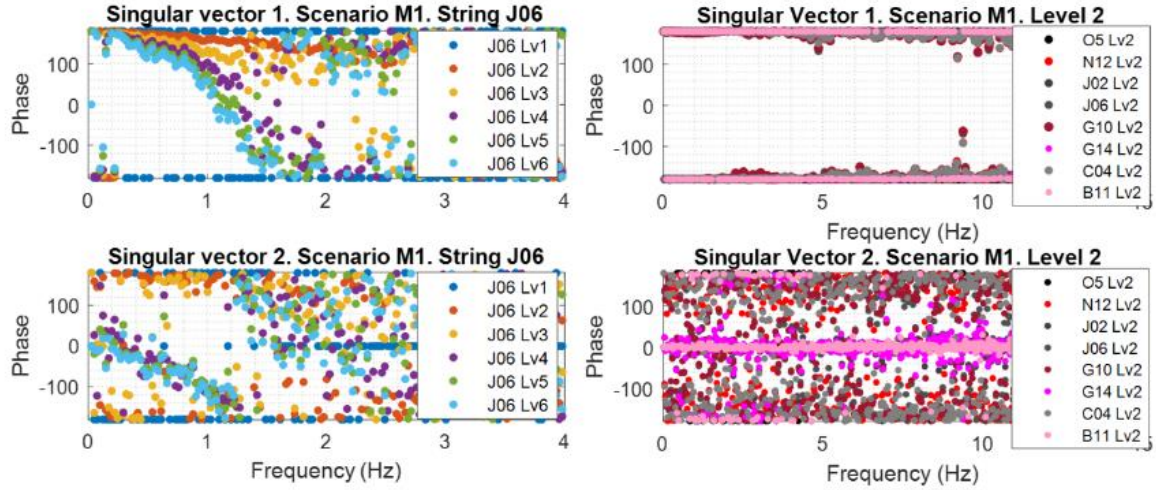 Singular vector 1. Scenario M1. String J06
Phase
100
0
-100
0
1
2
3
4
J06 Lv1
J06 Lv2
J06 Lv3
J06 Lv4
J06 Lv5
J06 Lv6
Singular Vector 1. Scenario M1. Level 2
Phase
100
0
-100
0
5
10
15
Frequency (Hz)
O5 Lv2
N12 Lv2
J02 Lv2
J06 Lv2
G10 Lv2
G14 Lv2
C04 Lv2
B11 Lv2
Singular vector 2. Scenario M1. String J06
Phase
100
0
-100
0
1
2
3
4
Frequency (Hz)
J06 Lv1
J06 Lv2
J06 Lv3
J06 Lv4
J06 Lv5
J06 Lv6
Singular Vector 2. Scenario M1. Level 2
Phase
100
0
-100
0
5
10
15
Frequency (Hz)
O5 Lv2
N12 Lv2
J02 Lv2
J06 Lv2
G10 Lv2
G14 Lv2
C04 Lv2
B11 Lv2